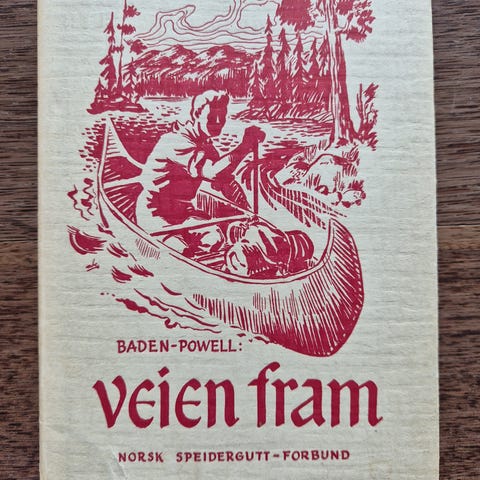 BADEN-POWELL:
veien fram
NORSK SPEIDERGUTT-FORBUND